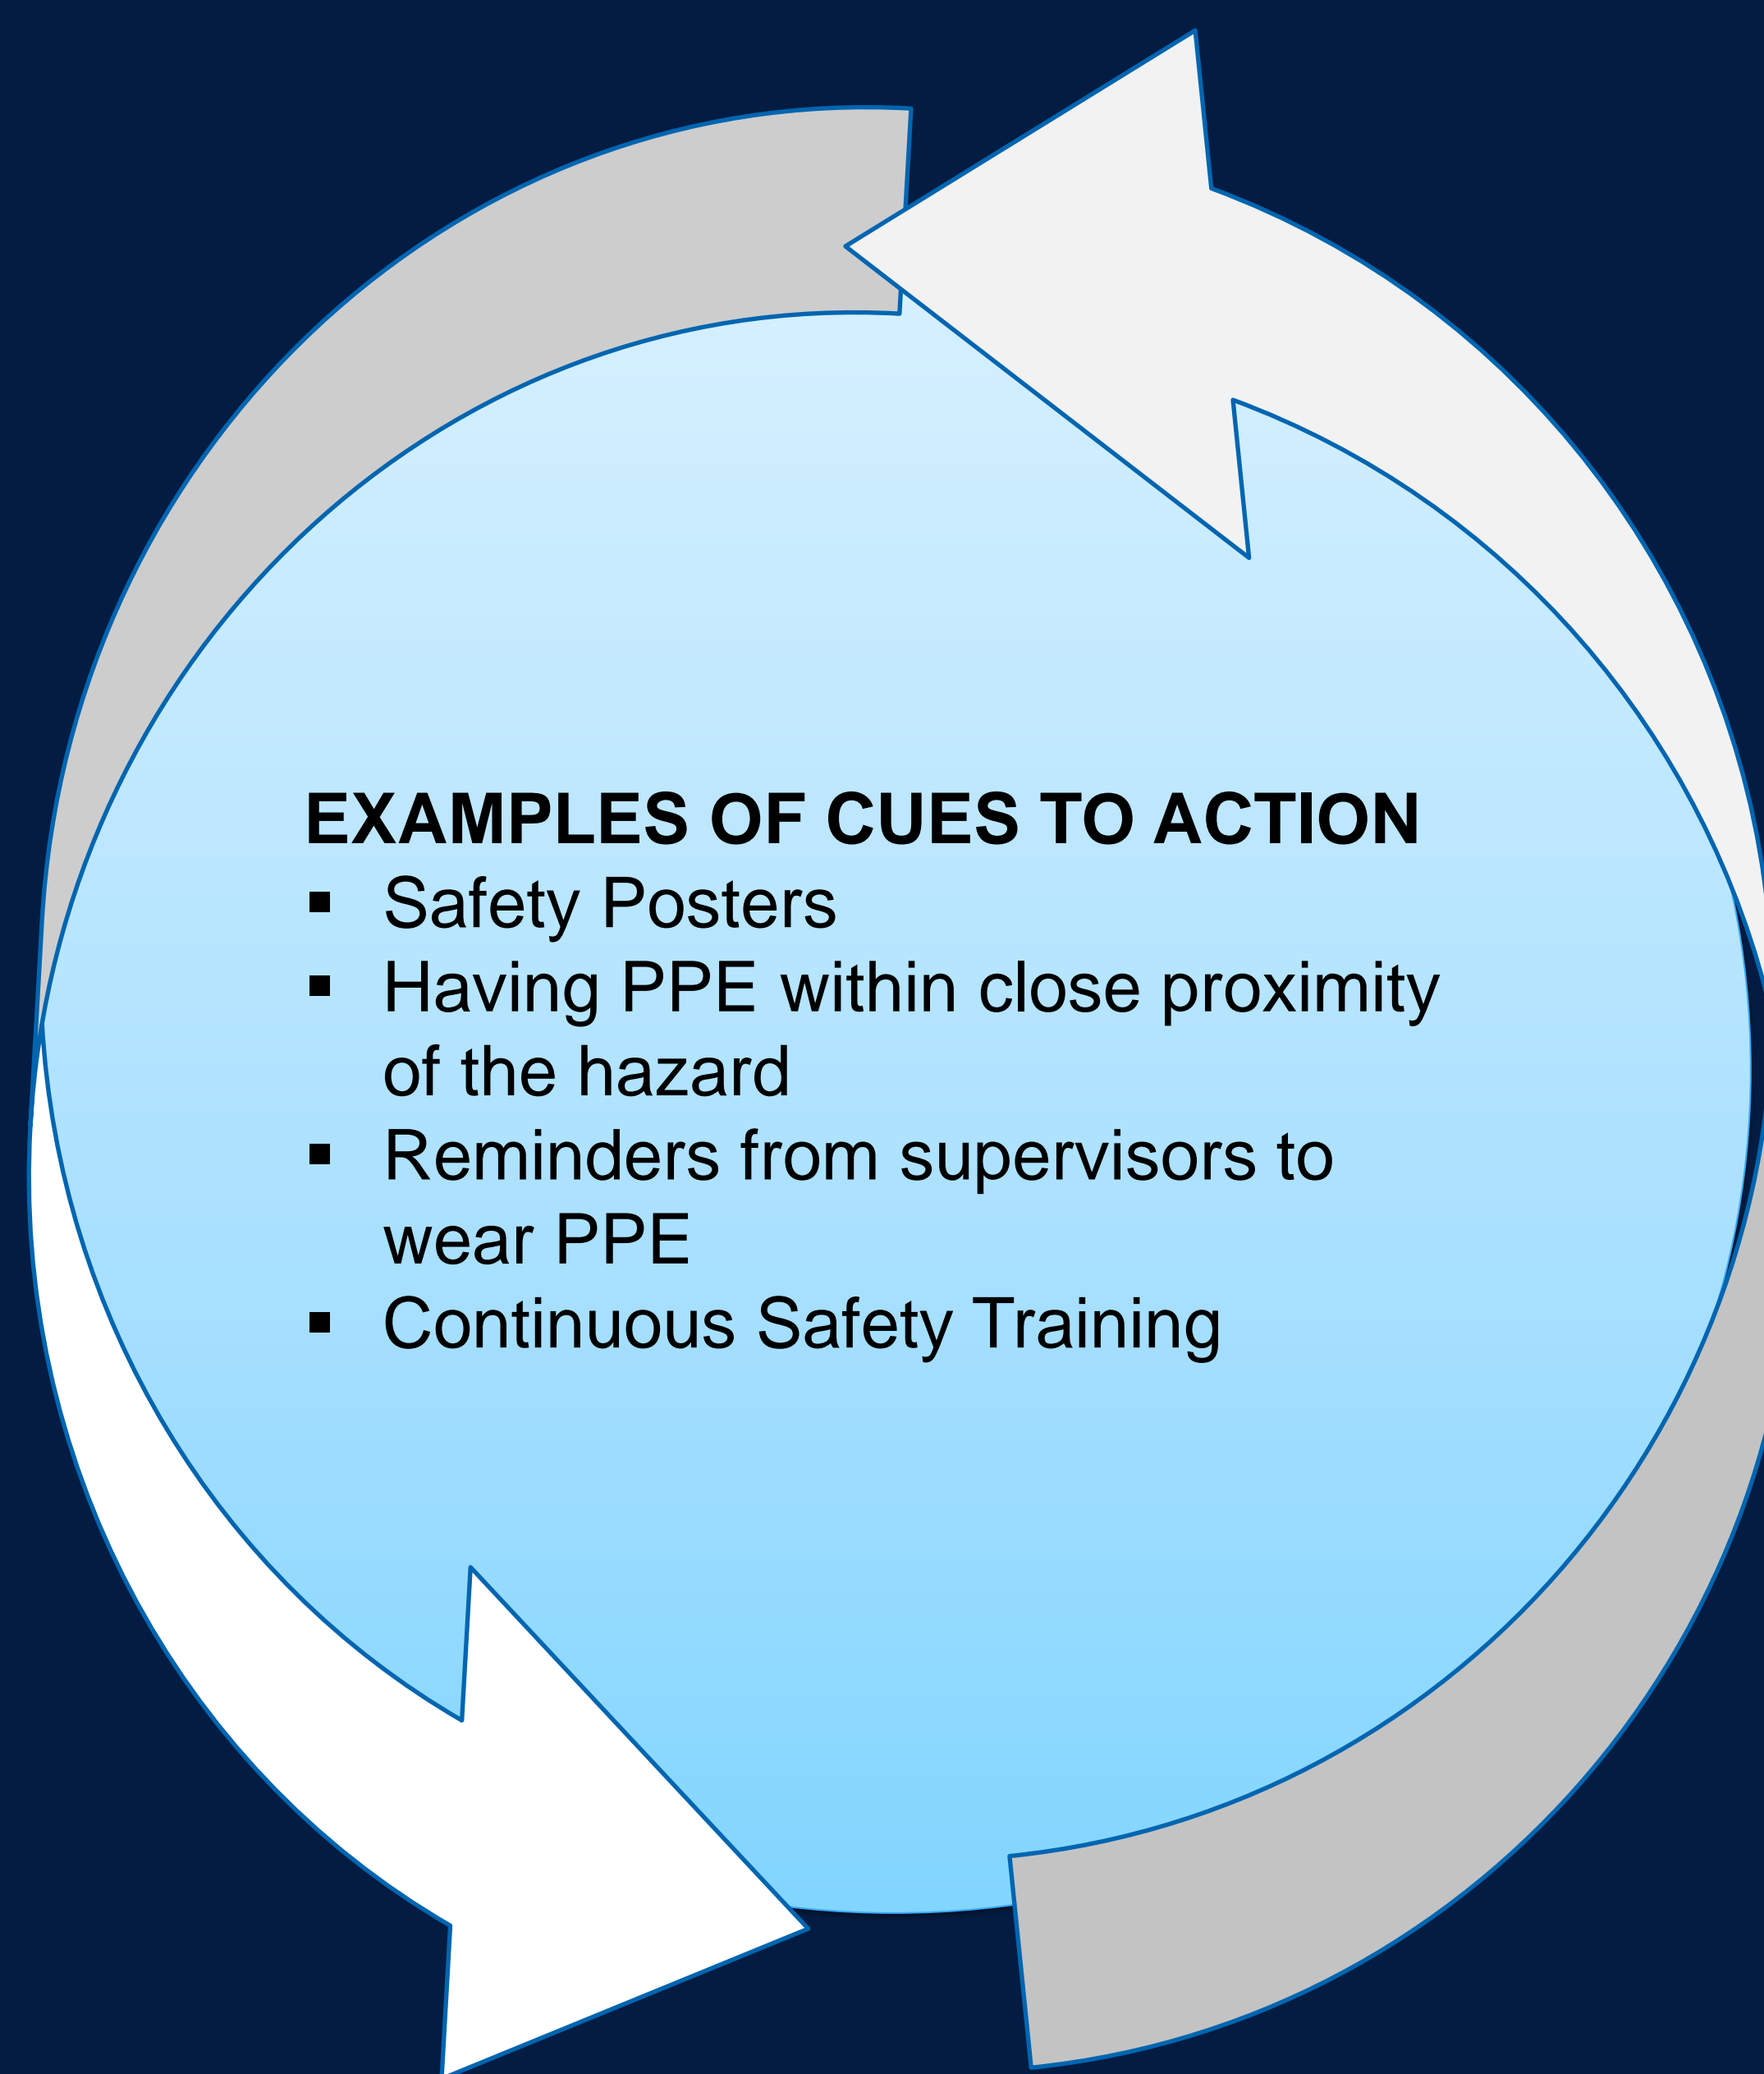 EXAMPLES OF CUES TO ACTION
▪ Safety Posters
▪ Having PPE within close proximity
of the hazard
▪ Reminders from supervisors to
wear PPE
▪ Continuous Safety Training